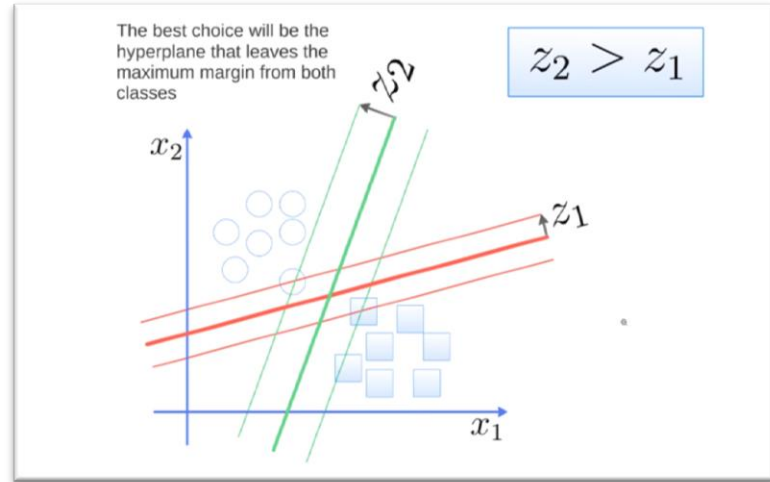 The best choice will be the
hyperplane that leaves the
maximum margin from both
classes
z₂ > z₁
z₂
x₂
z₁
x₁